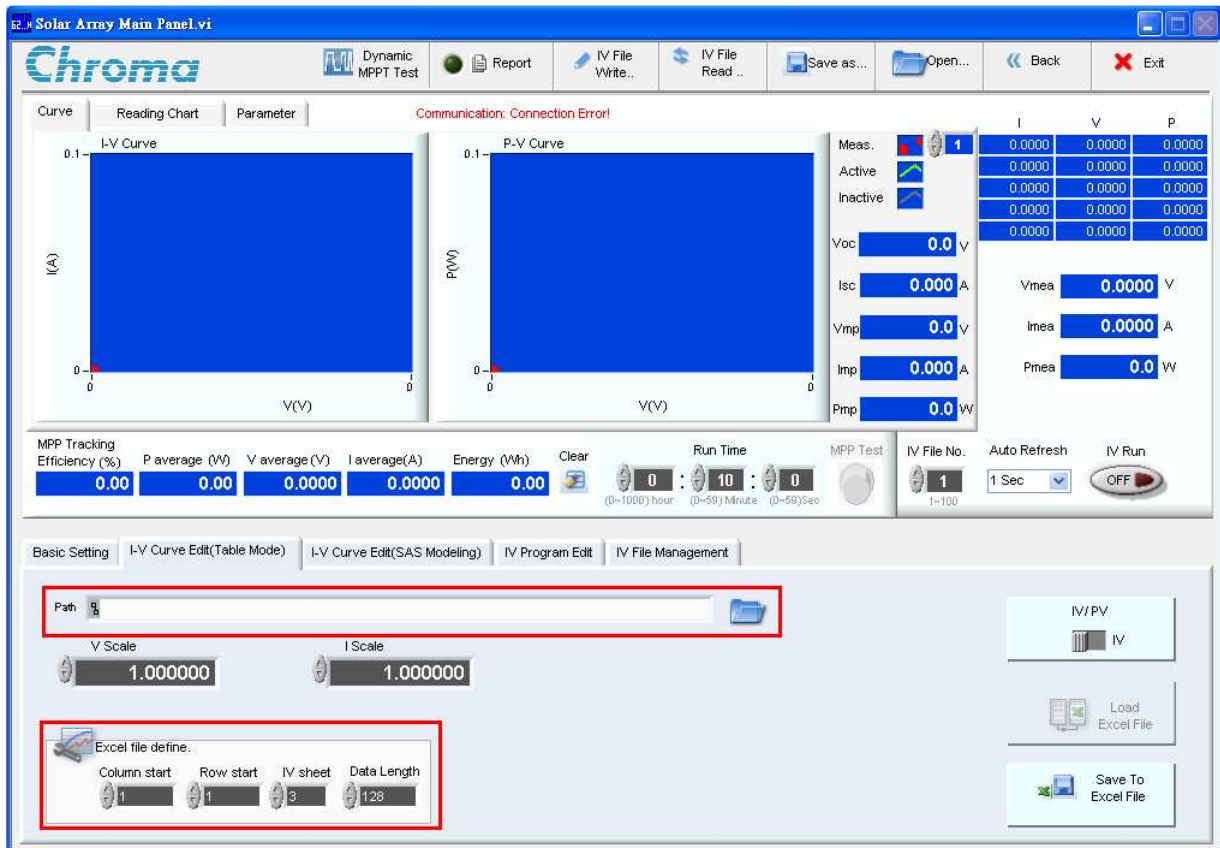 Solar Array Main Panel.vi
Chroma
Dynamic MPPT Test
Report
IV File Write..
IV File Read ..
Save as...
Open...
Back
Exit
Curve
Reading Chart
Parameter
Communication: Connection Error!
I-V Curve
0.1
I(A)
0
0
0
V(V)
P-V Curve
0.1
P(W)
0
0
0
V(V)
Meas.
1
Active
Inactive
Voc 0.0 V
Isc 0.000 A
Vmp 0.0 V
Imp 0.000 A
Pmp 0.0 W
I V P
0.0000 0.0000 0.0000
0.0000 0.0000 0.0000
0.0000 0.0000 0.0000
0.0000 0.0000 0.0000
0.0000 0.0000 0.0000
Vmea 0.0000 V
Imea 0.0000 A
Pmea 0.0 W
MPP Tracking
Efficiency (%) P average (W) V average (V) I average(A) Energy (Wh) Clear
0.00 0.00 0.0000 0.0000 0.00
Run Time
0 : 10 : 0
(0~1000) hour (0~59) Minute (0~59)Sec
MPP Test
IV File No.
1
1~100
Auto Refresh
1 Sec
IV Run
OFF
Basic Setting
I-V Curve Edit(Table Mode)
I-V Curve Edit(SAS Modeling)
IV Program Edit
IV File Management
Path
V Scale
1.000000
I Scale
1.000000
Excel file define.
Column start Row start IV sheet Data Length
1 1 3 128
IV/PV
IV
Load
Excel File
Save To
Excel File